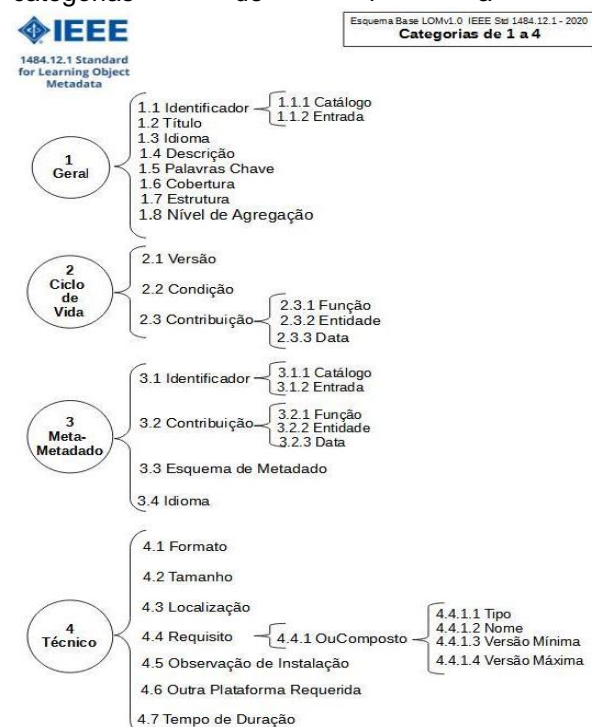 IEEE
1484.12.1 Standard
for Learning Object
Metadata
Esquema Base LOMv1.0 IEEE Std 1484.12.1 - 2020
Categorias de 1 a 4
1
Geral
1.1 Identificador
1.1.1 Catálogo
1.1.2 Entrada
1.2 Título
1.3 Idioma
1.4 Descrição
1.5 Palavras Chave
1.6 Cobertura
1.7 Estrutura
1.8 Nível de Agregação
2
Ciclo
de
Vida
2.1 Versão
2.2 Condição
2.3 Contribuição
2.3.1 Função
2.3.2 Entidade
2.3.3 Data
3
Meta-
Metadado
3.1 Identificador
3.1.1 Catálogo
3.1.2 Entrada
3.2 Contribuição
3.2.1 Função
3.2.2 Entidade
3.2.3 Data
3.3 Esquema de Metadado
3.4 Idioma
4
Técnico
4.1 Formato
4.2 Tamanho
4.3 Localização
4.4 Requisito
4.4.1 OuComposto
4.4.1.1 Tipo
4.4.1.2 Nome
4.4.1.3 Versão Mínima
4.4.1.4 Versão Máxima
4.5 Observação de Instalação
4.6 Outra Plataforma Requerida
4.7 Tempo de Duração